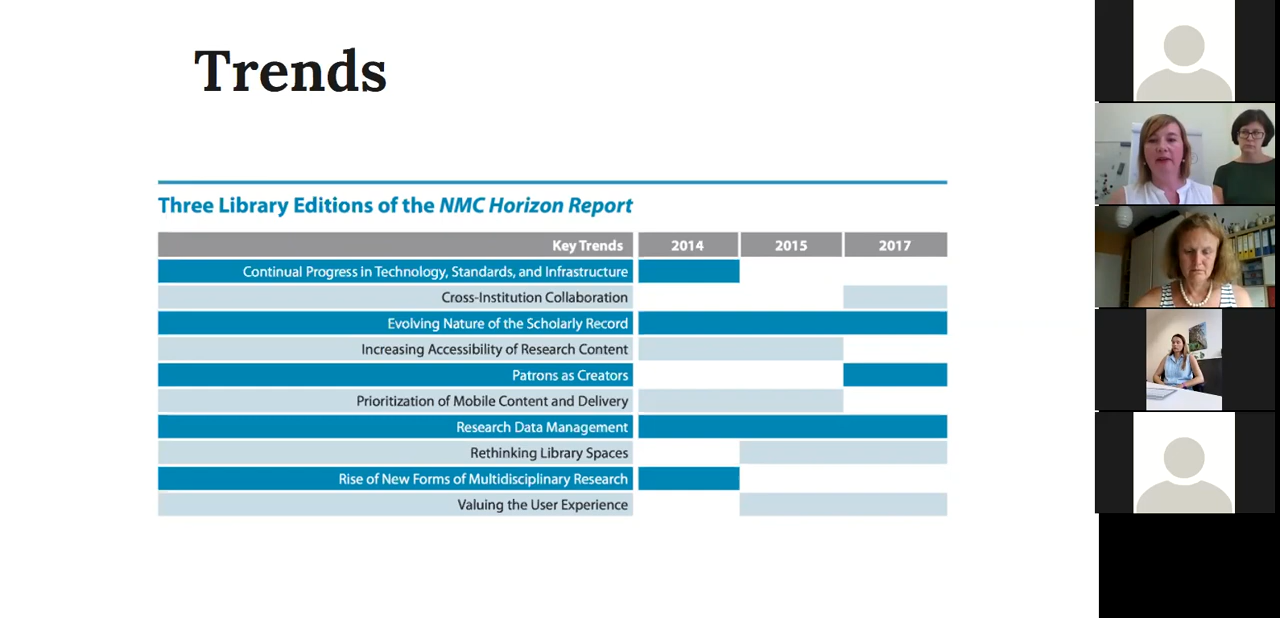 Trends
Three Library Editions of the NMC Horizon Report
Key Trends 2014 2015 2017
Continual Progress in Technology, Standards, and Infrastructure
Cross-Institution Collaboration
Evolving Nature of the Scholarly Record
Increasing Accessibility of Research Content
Patrons as Creators
Prioritization of Mobile Content and Delivery
Research Data Management
Rethinking Library Spaces
Rise of New Forms of Multidisciplinary Research
Valuing the User Experience